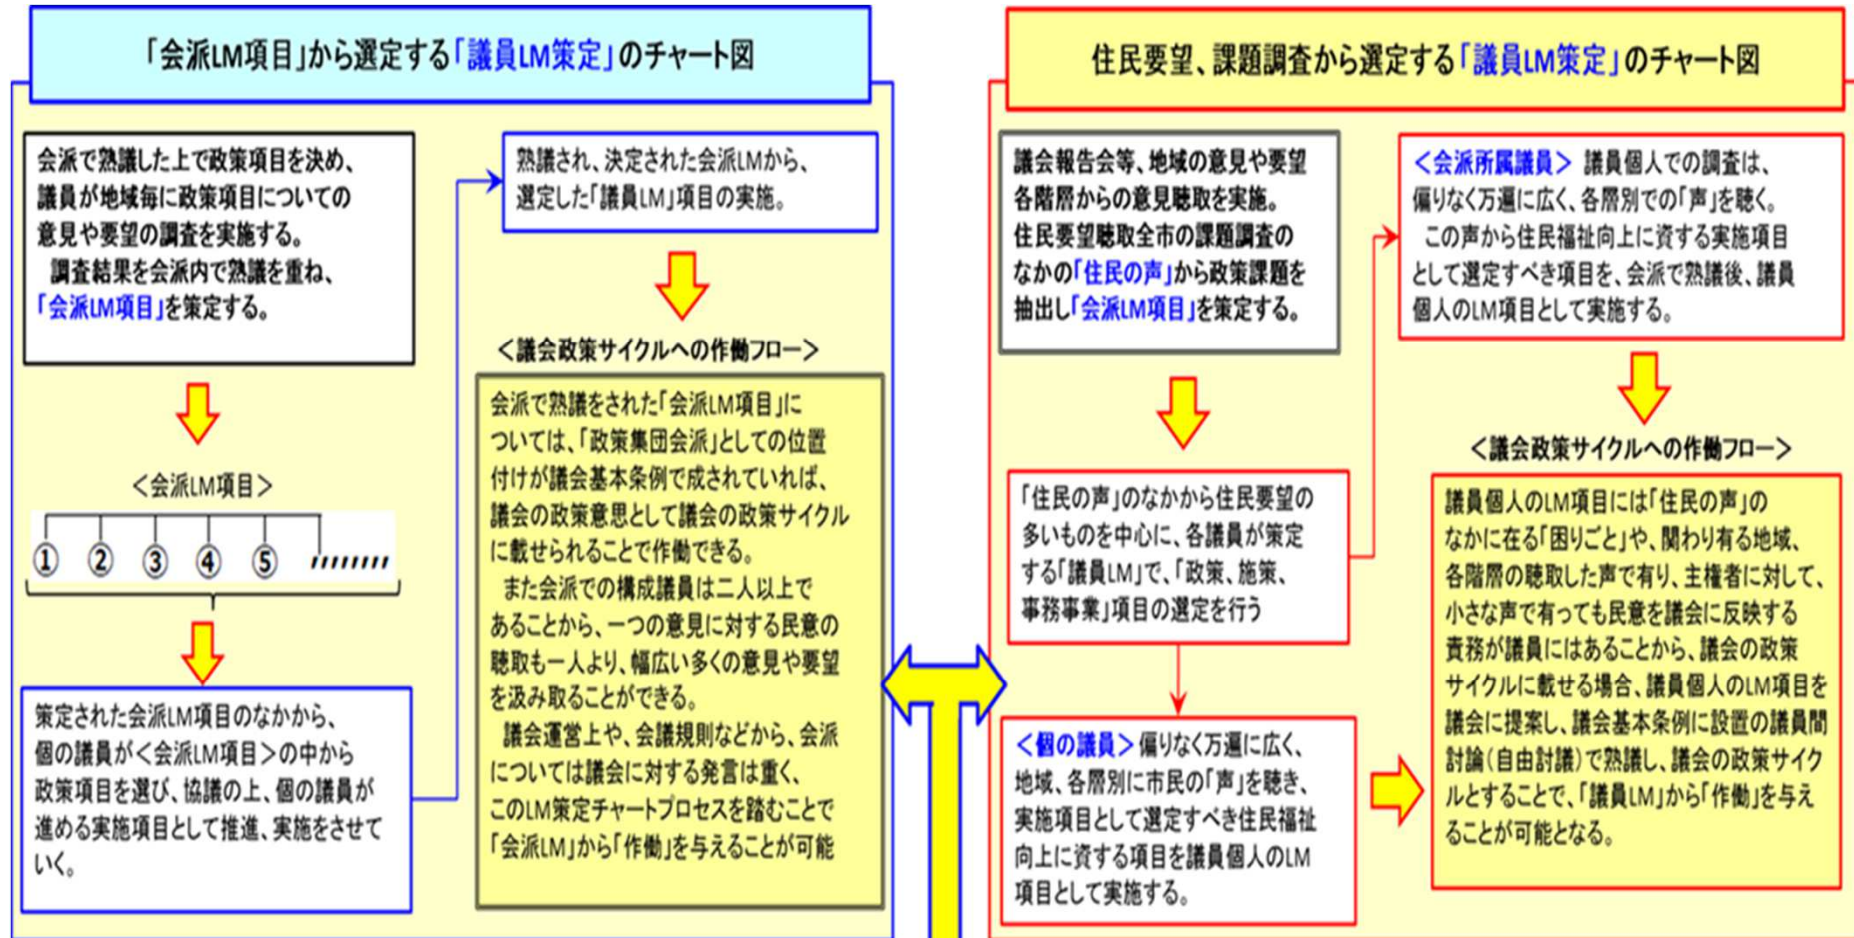 「会派LM項目」から選定する「議員LM策定」のチャート図
会派で熟議した上で政策項目を決め、
議員が地域毎に政策項目についての
意見や要望の調査を実施する。
調査結果を会派内で熟議を重ね、
「会派LM項目」を策定する。
＜会派LM項目＞
① ② ③ ④ ⑤ ,,,,,,,,,
策定された会派LM項目のなかから、
個の議員が＜会派LM項目＞の中から
政策項目を選び、協議の上、個の議員が
進める実施項目として推進、実施をさせて
いく。
熟議され、決定された会派LMから、
選定した「議員LM」項目の実施。
＜議会政策サイクルへの作働フロー＞
会派で熟議をされた「会派LM項目」に
ついては、「政策集団会派」としての位置
付けが議会基本条例で成されていれば、
議会の政策意思として議会の政策サイクル
に載せられることで作働できる。
また会派での構成議員は二人以上で
あることから、一つの意見に対する民意の
聴取も一人より、幅広い多くの意見や要望
を汲み取ることができる。
議会運営上や、会議規則などから、会派
については議会に対する発言は重く、
このLM策定チャートプロセスを踏むことで
「会派LM」から「作働」を与えることが可能
住民要望、課題調査から選定する「議員LM策定」のチャート図
議会報告会等、地域の意見や要望
各階層からの意見聴取を実施。
住民要望聴取全市の課題調査の
なかの「住民の声」から政策課題を
抽出し「会派LM項目」を策定する。
「住民の声」のなかから住民要望の
多いものを中心に、各議員が策定
する「議員LM」で、「政策、施策、
事務事業」項目の選定を行う
＜個の議員＞偏りなく万遍に広く、
地域、各層別に市民の「声」を聴き、
実施項目として選定すべき住民福祉
向上に資する項目を議員個人のLM
項目として実施する。
＜会派所属議員＞ 議員個人での調査は、
偏りなく万遍に広く、各層別での「声」を聴く。
この声から住民福祉向上に資する実施項目
として選定すべき項目を、会派で熟議後、議員
個人のLM項目として実施する。
＜議会政策サイクルへの作働フロー＞
議員個人のLM項目には「住民の声」の
なかに在る「困りごと」や、関わり有る地域、
各階層の聴取した声で有り、主権者に対して、
小さな声で有っても民意を議会に反映する
責務が議員にはあることから、議会の政策
サイクルに載せる場合、議員個人のLM項目を
議会に提案し、議会基本条例に設置の議員間
討論（自由討議）で熟議し、議会の政策サイク
ルとすることで、「議員LM」から「作働」を与え
ることが可能となる。